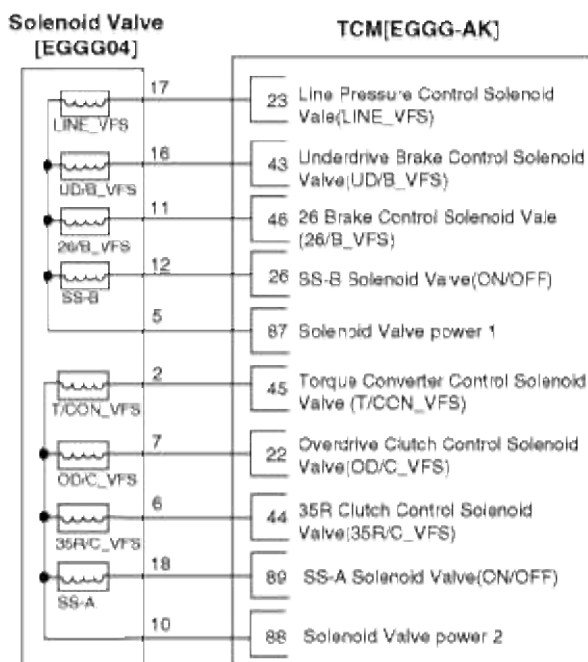 Solenoid Valve
[EGGG04]
TCM[EGGG-AK]
LINE_VFS
17
23
Line Pressure Control Solenoid
Vale(LINE_VFS)
UD/B_VFS
16
43
Underdrive Brake Control Solenoid
Valve(UD/B_VFS)
26/B_VFS
11
46
26 Brake Control Solenoid Vale
(26/B_VFS)
SS-B
12
26
SS-B Solenoid Valve(ON/OFF)
5
87
Solenoid Valve power 1
T/CON_VFS
2
45
Torque Converter Control Solenoid
Valve (T/CON_VFS)
OD/C_VFS
7
22
Overdrive Clutch Control Solenoid
Valve(OD/C_VFS)
35R/C_VFS
6
44
35R Clutch Control Solenoid
Valve(35R/C_VFS)
SS-A
18
89
SS-A Solenoid Valve(ON/OFF)
10
88
Solenoid Valve power 2